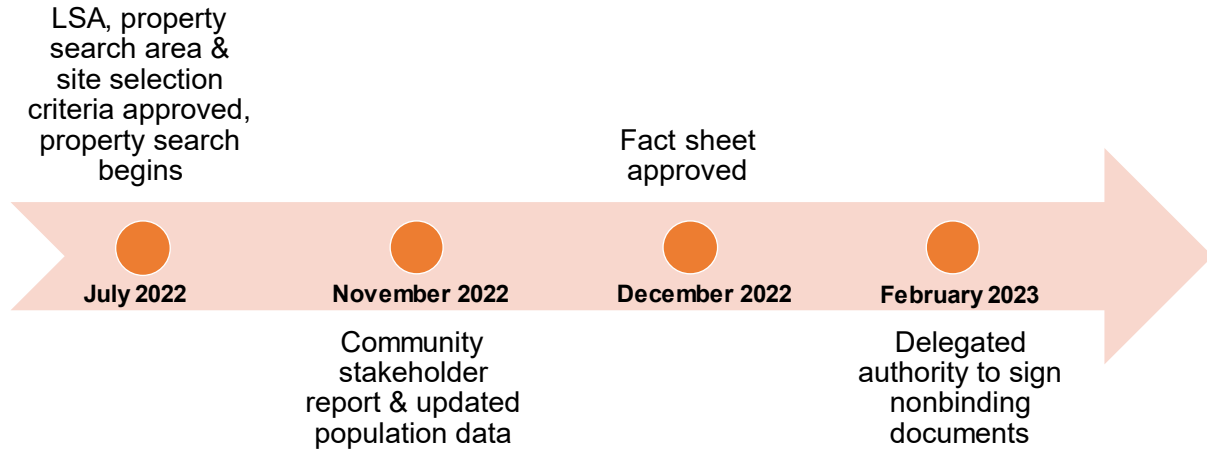 LSA, property
search area &
site selection
criteria approved,
property search
begins
Fact sheet
approved
July 2022
November 2022
December 2022
February 2023
Community
stakeholder
report & updated
population data
Delegated
authority to sign
nonbinding
documents